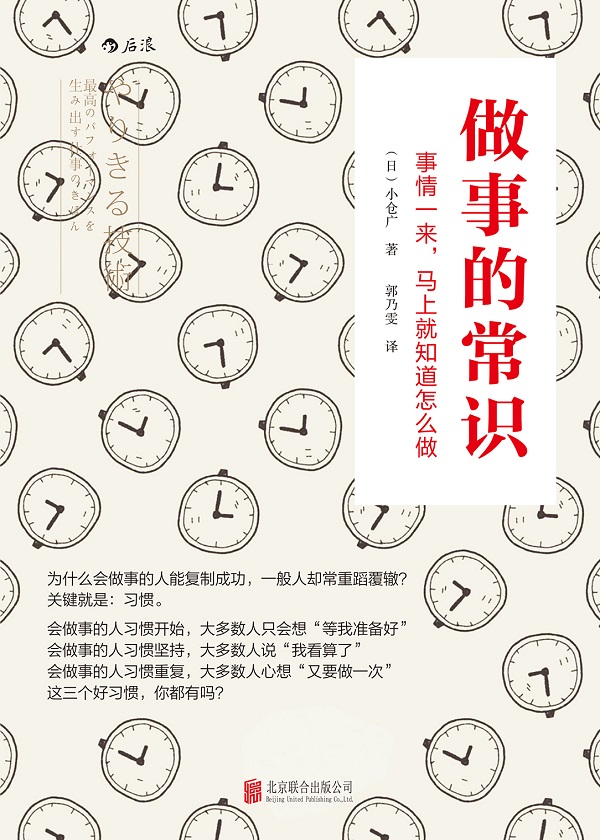 后浪
やりきる技術
最高のパフォーマンスを
生み出す仕事のきほん
做事的常识
事情一来，马上就知道怎么做
（日）小仓广 著 郭乃雯 译
为什么会做事的人能复制成功，一般人却常重蹈覆辙？
关键就是：习惯。
会做事的人习惯开始，大多数人只会想“等我准备好”
会做事的人习惯坚持，大多数人说“我看算了”
会做事的人习惯重复，大多数人心想“又要做一次”
这三个好习惯，你都有吗？
北京联合出版公司
Beijing United Publishing Co.,Ltd.